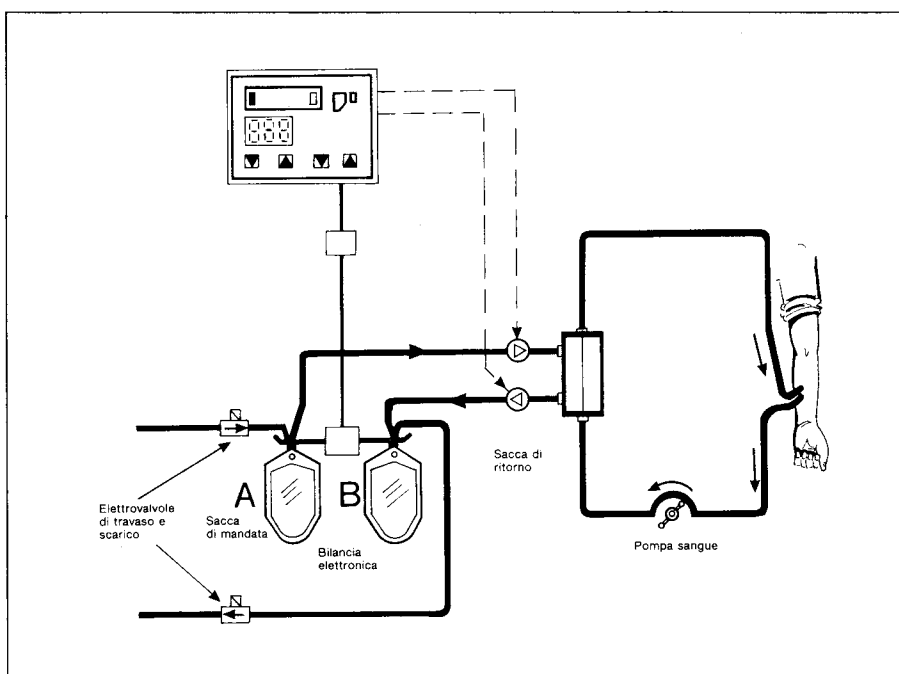 Elettrovalvole
di travaso e
scarico
A
Sacca
di mandata
B
Bilancia
elettronica
Sacca di
ritorno
Pompa sangue